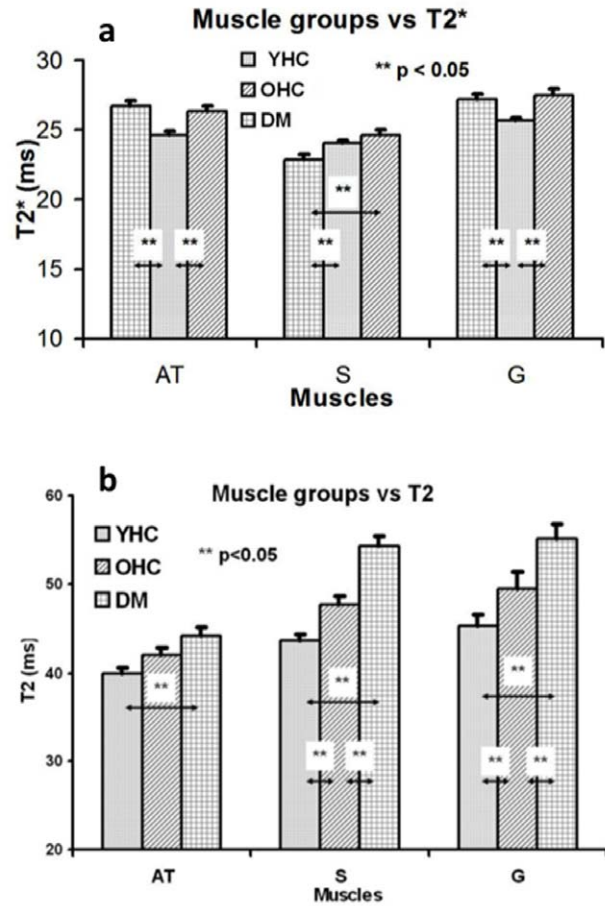 a
Muscle groups vs T2*
YHC
OHC
DM
** p < 0.05
30
25
20
15
10
T2* (ms)
**
**
**
**
**
**
AT
S
G
Muscles
b
Muscle groups vs T2
YHC
OHC
DM
** p<0.05
60
50
40
30
20
T2 (ms)
**
**
**
**
**
**
**
AT
S
G
Muscles